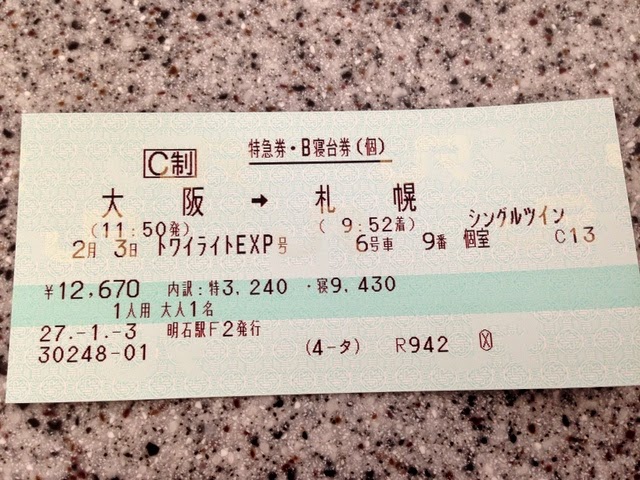 特急券・B寝台券(個)
C制
大阪 → 札幌
(11:50発) (9:52着) シングルツイン
2月 3日 トワイライトEXP号 6号車 9番 個室 C13
¥12,670 内訳:特3,240 ・寝9,430
1人用 大人1名
27.-1.-3 明石駅F2発行
30248-01 (4-タ) R942 X